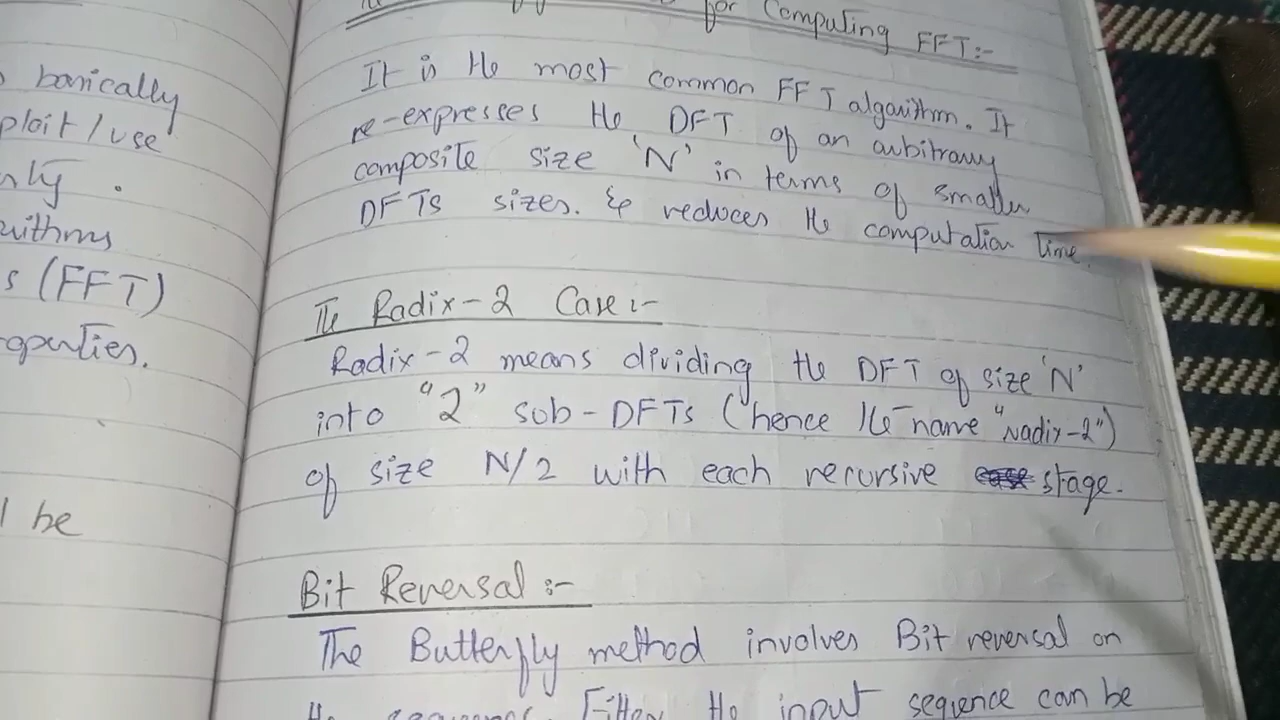 basically
ploit / use
nly .
rithms
s (FFT)
operties.
l be
for Computing FFT:-
It is the most common FFT algorithm. It
re-expresses the DFT of an arbitrary
composite size 'N' in terms of smaller
DFTs sizes. & reduces the computation time.
The Radix-2 Case :-
Radix-2 means dividing the DFT of size 'N'
into "2" sub-DFTs (hence the name "radix-2")
of size N/2 with each recursive stage.
Bit Reversal :-
The Butterfly method involves Bit reversal on
the sequence. Either the input sequence can be